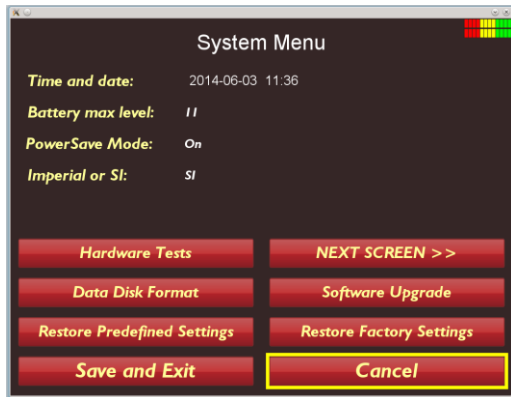 System Menu
Time and date: 2014-06-03 11:36
Battery max level: 11
PowerSave Mode: On
Imperial or SI: SI
Hardware Tests NEXT SCREEN >>
Data Disk Format Software Upgrade
Restore Predefined Settings Restore Factory Settings
Save and Exit Cancel